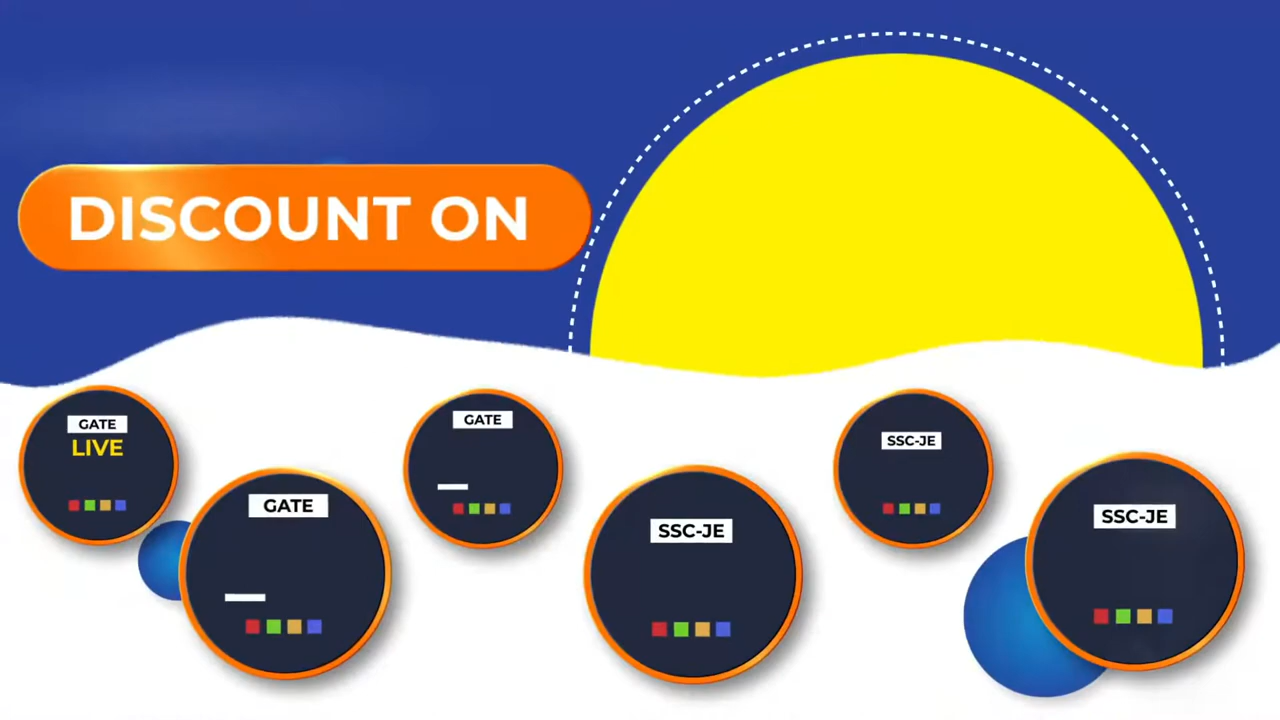 DISCOUNT ON
GATE
LIVE
GATE
GATE
SSC-JE
SSC-JE
SSC-JE